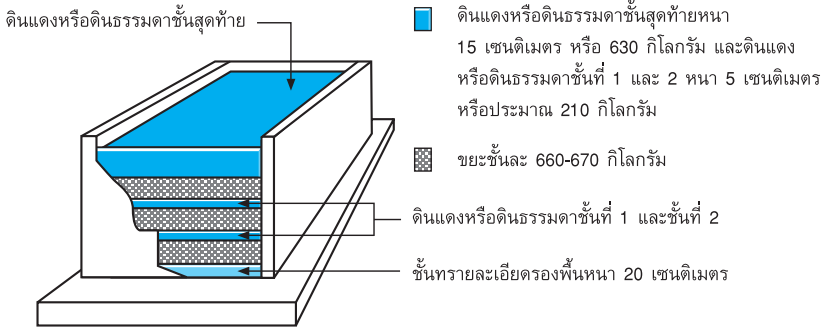 ดินแดงหรือดินธรรมดาชั้นสุดท้าย
ดินแดงหรือดินธรรมดาชั้นสุดท้ายหนา
15 เซนติเมตร หรือ 630 กิโลกรัม และดินแดง
หรือดินธรรมดาชั้นที่ 1 และ 2 หนา 5 เซนติเมตร
หรือประมาณ 210 กิโลกรัม
ขยะชั้นละ 660-670 กิโลกรัม
ดินแดงหรือดินธรรมดาชั้นที่ 1 และชั้นที่ 2
ชั้นทรายละเอียดรองพื้นหนา 20 เซนติเมตร